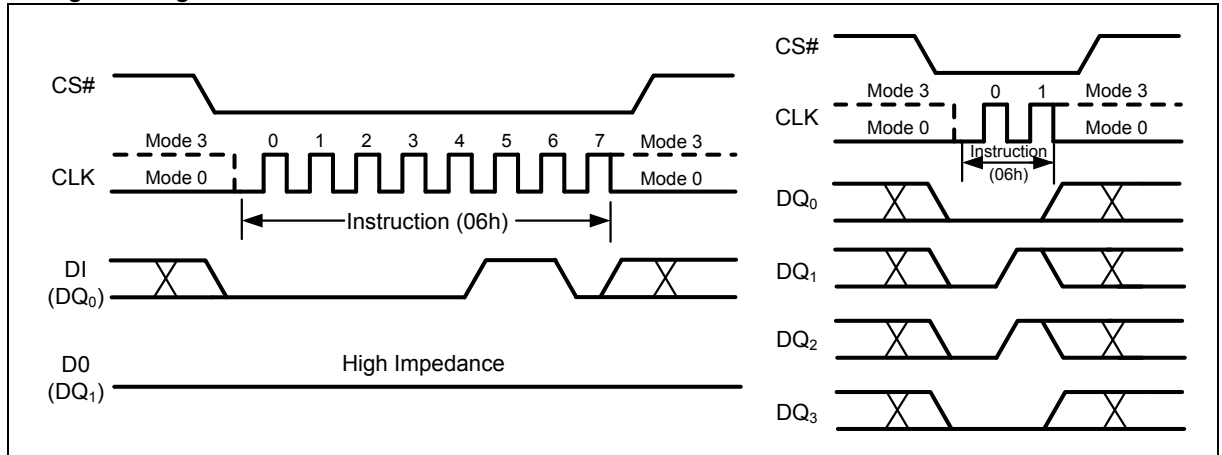 CS#
Mode 3 0 1 2 3 4 5 6 7 Mode 3
CLK
Mode 0 Mode 0
Instruction (06h)
DI
(DQ0)
D0
(DQ1)
High Impedance
CS#
Mode 3 0 1 Mode 3
CLK
Mode 0 Mode 0
Instruction
(06h)
DQ0
DQ1
DQ2
DQ3